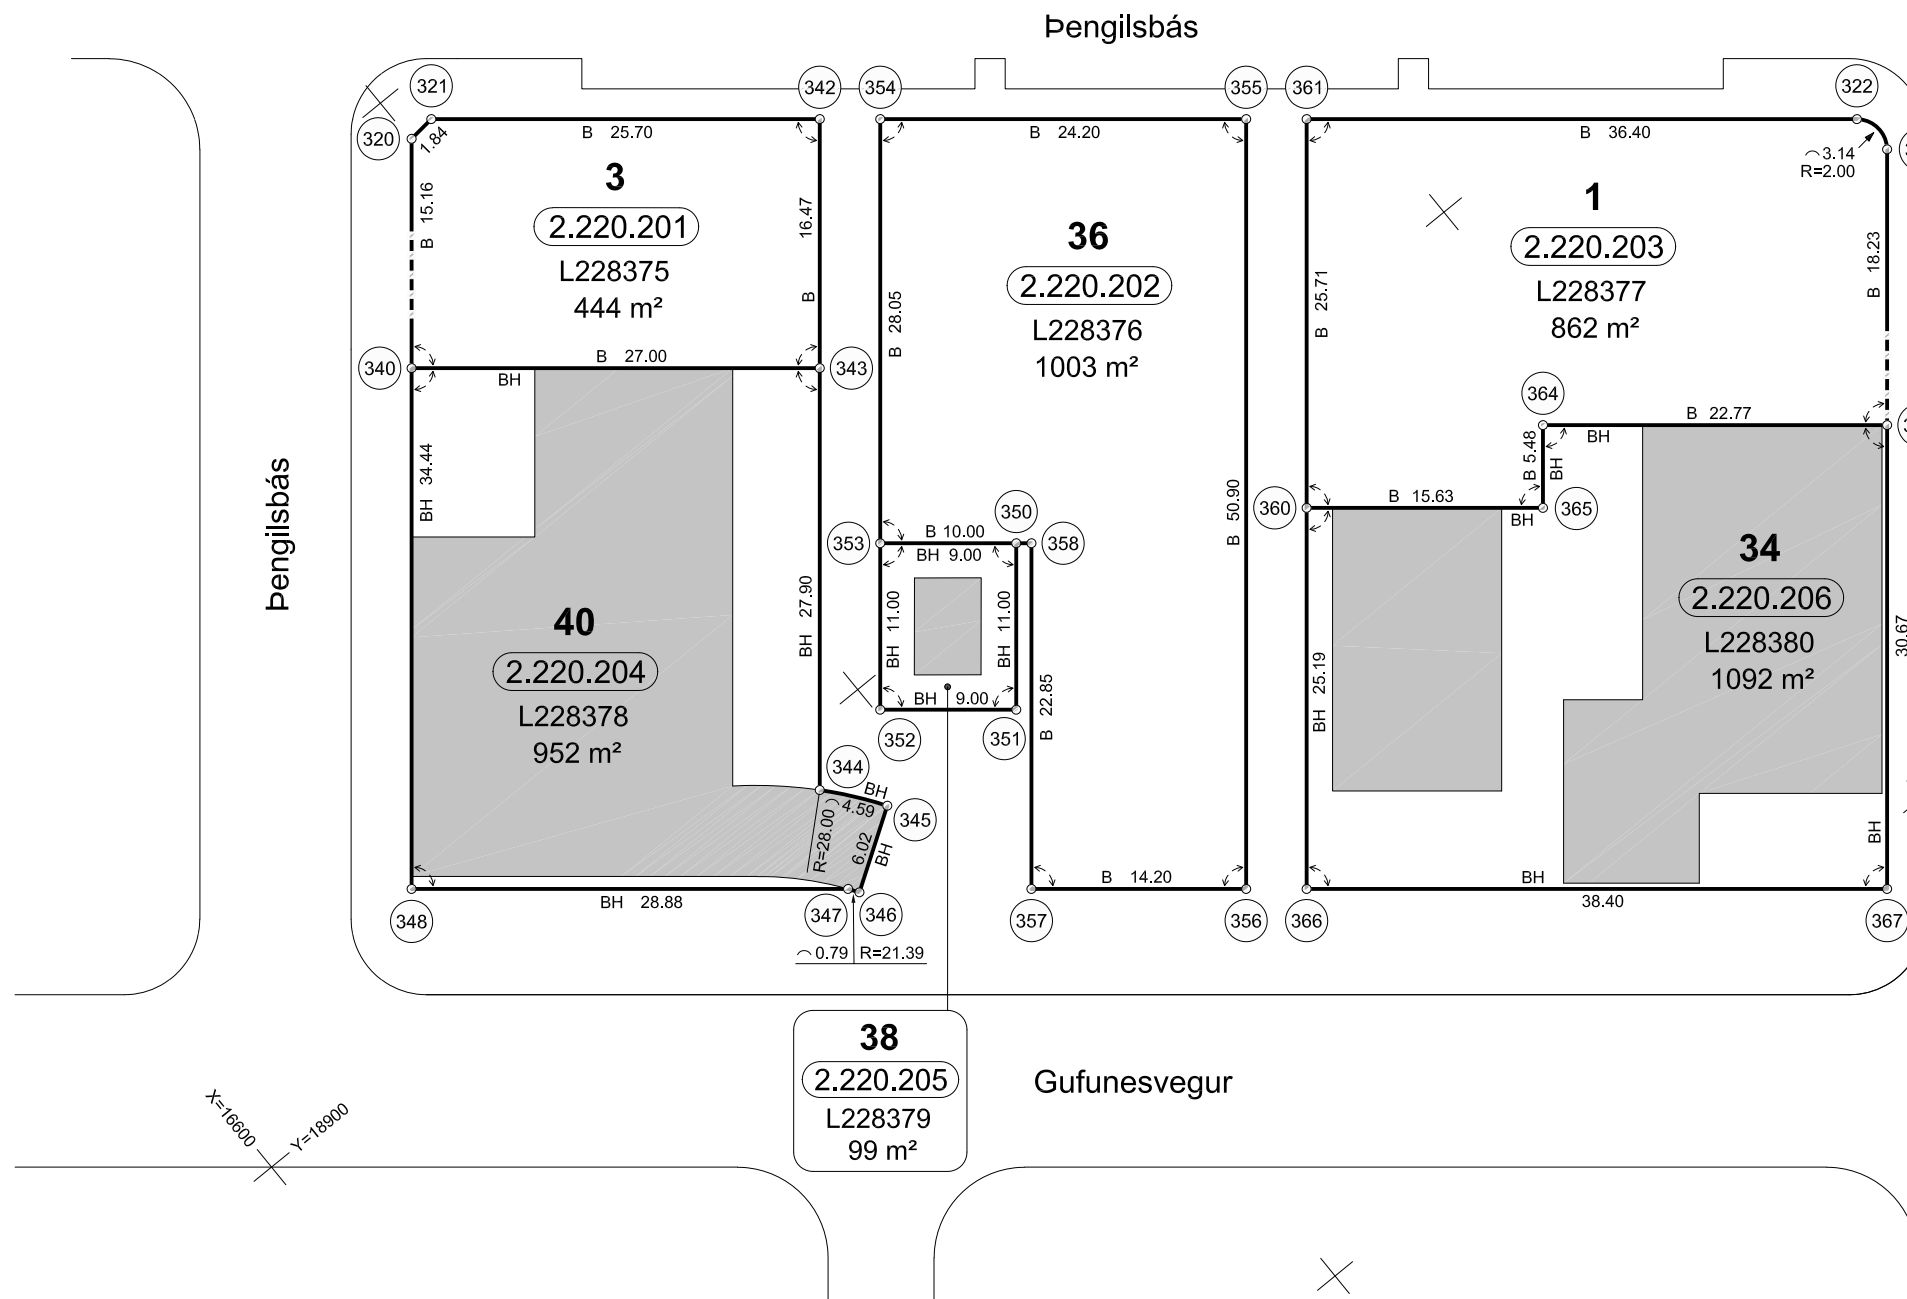 Þengilsbás
321
342
354
355
361
322
320
1.84
B 25.70
B 24.20
B 36.40
3.14
R=2.00
B 15.16
3
2.220.201
L228375
444 m²
16.47
B
36
2.220.202
L228376
1003 m²
B 28.05
B 25.71
1
2.220.203
L228377
862 m²
B 18.23
340
B 27.00
BH
343
364
B 22.77
BH
B 5.48
BH
360
B 15.63
BH
365
350
353
B 10.00
BH 9.00
358
B 50.90
Þengilsbás
BH 34.44
40
2.220.204
L228378
952 m²
BH 27.90
BH 11.00
BH 11.00
BH 9.00
352
351
B 22.85
BH 25.19
34
2.220.206
L228380
1092 m²
30.67
BH
344
BH
4.59
345
R=28.00
6.02
BH
BH 28.88
B 14.20
BH
38.40
348
347
346
357
356
366
367
0.79 R=21.39
38
2.220.205
L228379
99 m²
Gufunesvegur
X=16600
Y=18900